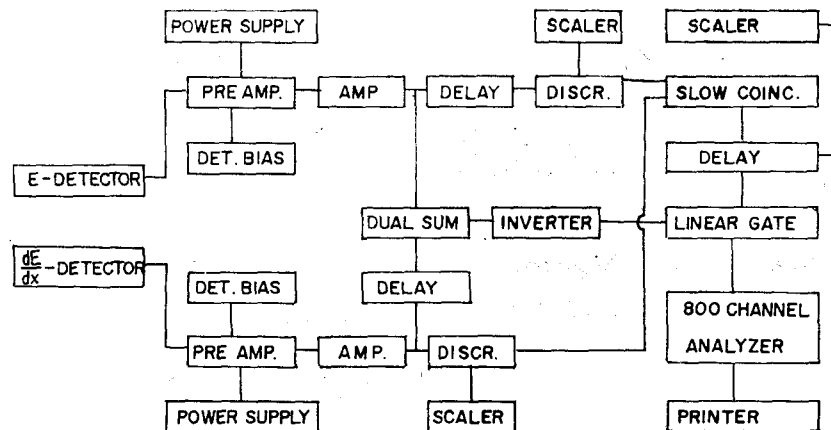 POWER SUPPLY
SCALER
SCALER
PRE AMP.
AMP
DELAY
DISCR.
SLOW COINC.
DET. BIAS
DELAY
E-DETECTOR
DUAL SUM
INVERTER
LINEAR GATE
dE
dx
-DETECTOR
DET. BIAS
DELAY
800 CHANNEL
ANALYZER
PRE AMP.
AMP.
DISCR.
POWER SUPPLY
SCALER
PRINTER